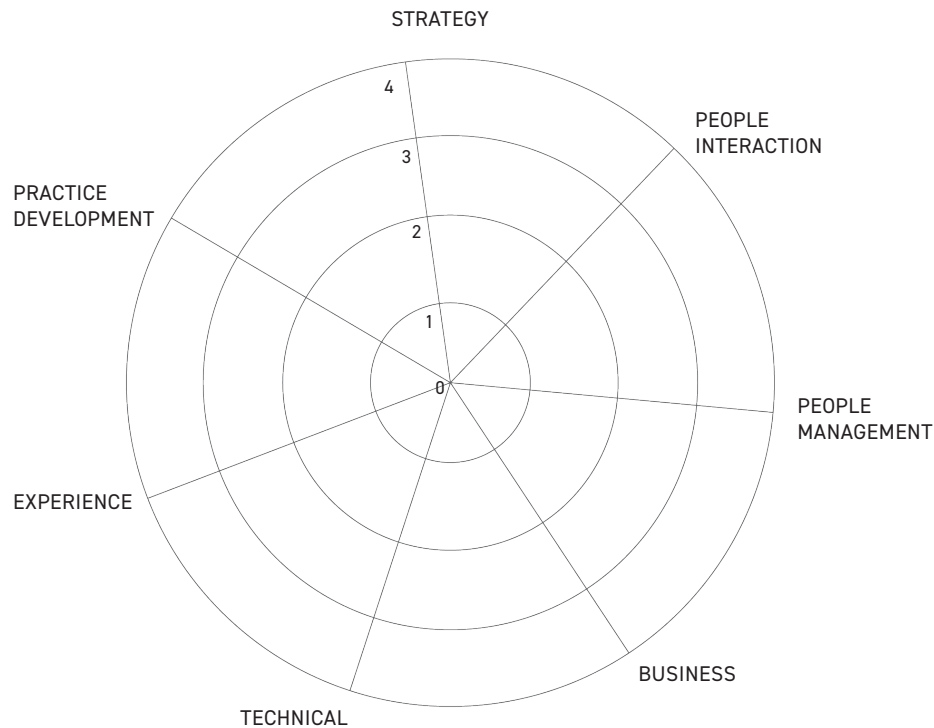 STRATEGY
4
PEOPLE
INTERACTION
3
PRACTICE
DEVELOPMENT
2
1
0
PEOPLE
MANAGEMENT
EXPERIENCE
BUSINESS
TECHNICAL